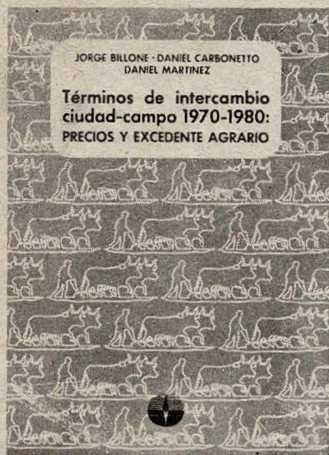 JORGE BILLONE - DANIEL CARBONETTO
DANIEL MARTINEZ
Términos de intercambio
ciudad-campo 1970-1980:
PRECIOS Y EXCEDENTE AGRARIO